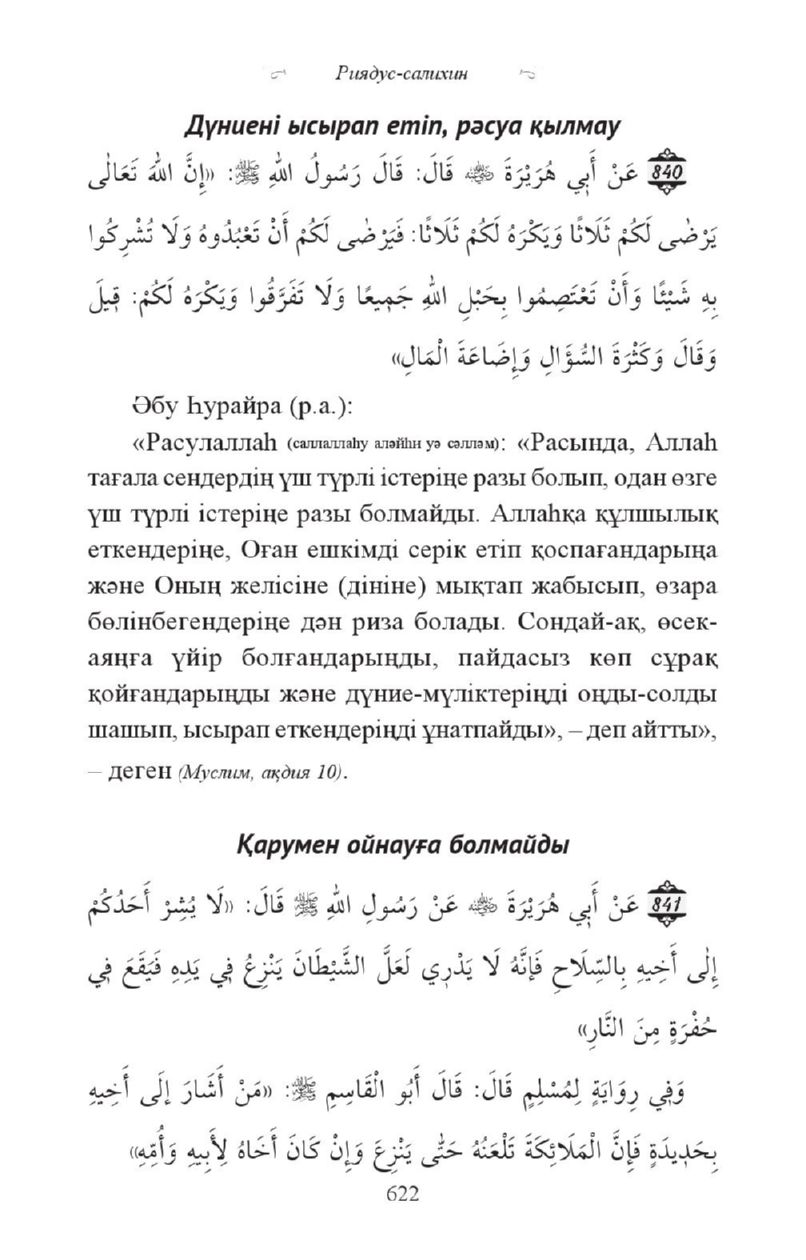 Риядус-салихин
Дүниені ысырап етіп, рәсуа қылмау
840 عَنْ أَبِي هُرَيْرَةَ ﷺ قَالَ: قَالَ رَسُولُ اللهِ ﷺ: «إِنَّ اللهَ تَعَالَى
يَرْضَى لَكُمْ ثَلَاثًا وَيَكْرَهُ لَكُمْ ثَلَاثًا: فَيَرْضَى لَكُمْ أَنْ تَعْبُدُوهُ وَلَا تُشْرِكُوا
بِهِ شَيْئًا وَأَنْ تَعْتَصِمُوا بِحَبْلِ اللهِ جَمِيعًا وَلَا تَفَرَّقُوا وَيَكْرَهُ لَكُمْ: قِيلَ
وَقَالَ وَكَثْرَةَ السُّؤَالِ وَإِضَاعَةَ الْمَالِ»
Әбу Һурайра (р.а.):
«Расулаллаһ (саллаллаһу аләйһи уә сәлләм): «Расында, Аллаһ
тағала сендердің үш түрлі істеріңе разы болып, одан өзге
үш түрлі істеріңе разы болмайды. Аллаһқа құлшылық
еткендеріңе, Оған ешкімді серік етіп қоспағандарыңа
және Оның желісіне (дініне) мықтап жабысып, өзара
бөлінбегендеріңе дән риза болады. Сондай-ақ, өсек-
аяңға үйір болғандарыңды, пайдасыз көп сұрақ
қойғандарыңды және дүние-мүліктеріңді оңды-солды
шашып, ысырап еткендеріңді ұнатпайды», – деп айтты»,
– деген (Муслим, ақдия 10).
Қарумен ойнауға болмайды
841 عَنْ أَبِي هُرَيْرَةَ ﷺ عَنْ رَسُولِ اللهِ ﷺ قَالَ: «لَا يُشِرْ أَحَدُكُمْ
إِلَى أَخِيهِ بِالسِّلَاحِ فَإِنَّهُ لَا يَدْرِي لَعَلَّ الشَّيْطَانَ يَنْزِعُ فِي يَدِهِ فَيَقَعَ فِي
حُفْرَةٍ مِنَ النَّارِ»
وَفِي رِوَايَةٍ لِمُسْلِمٍ قَالَ: قَالَ أَبُو الْقَاسِمِ ﷺ: «مَنْ أَشَارَ إِلَى أَخِيهِ
بِحَدِيدَةٍ فَإِنَّ الْمَلَائِكَةَ تَلْعَنُهُ حَتَّى يَنْزِعَ وَإِنْ كَانَ أَخَاهُ لِأَبِيهِ وَأُمِّهِ»
622